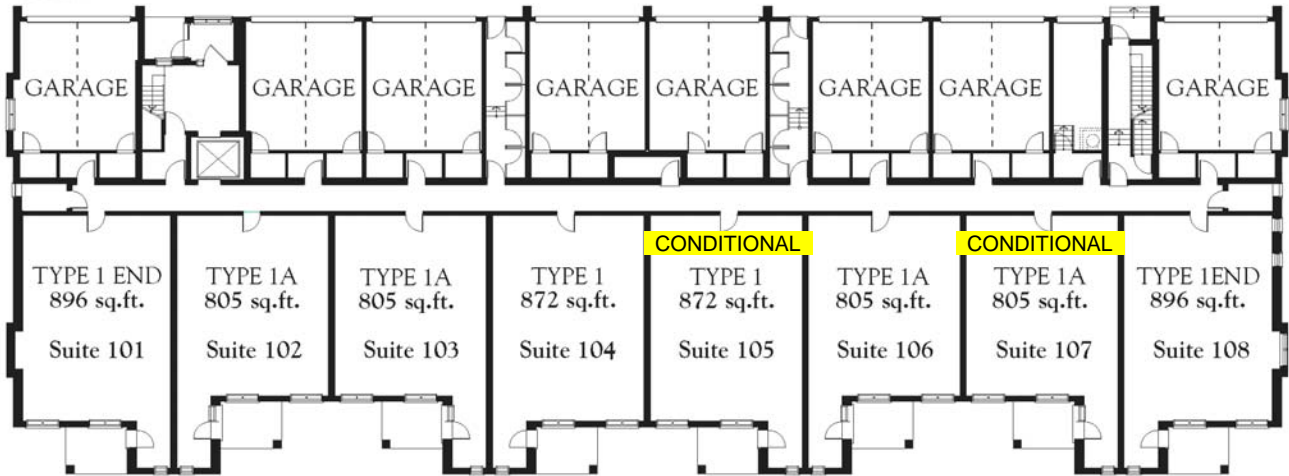 GARAGE
GARAGE
GARAGE
GARAGE
GARAGE
GARAGE
GARAGE
GARAGE
TYPE 1 END
896 sq.ft.
Suite 101
TYPE 1A
805 sq.ft.
Suite 102
TYPE 1A
805 sq.ft.
Suite 103
TYPE 1
872 sq.ft.
Suite 104
CONDITIONAL
TYPE 1
872 sq.ft.
Suite 105
TYPE 1A
805 sq.ft.
Suite 106
CONDITIONAL
TYPE 1A
805 sq.ft.
Suite 107
TYPE 1END
896 sq.ft.
Suite 108